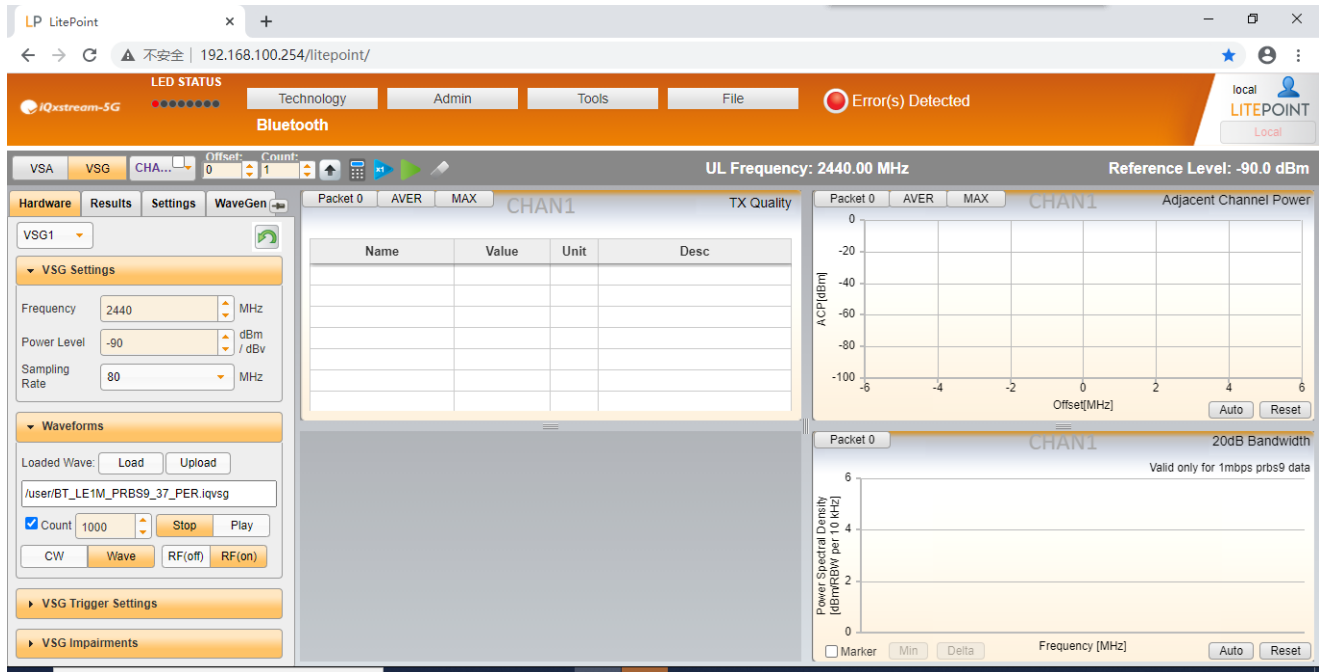 LP LitePoint
不安全 192.168.100.254/litepoint/
iQxstream-5G
LED STATUS
Technology Admin Tools File
Bluetooth
Error(s) Detected
local
LITEPOINT
Local
VSA VSG CHA... Offset: 0 Count: 1 x1
UL Frequency: 2440.00 MHz Reference Level: -90.0 dBm
Hardware Results Settings WaveGen
VSG1
VSG Settings
Frequency 2440 MHz
Power Level -90 dBm / dBv
Sampling Rate 80 MHz
Waveforms
Loaded Wave: Load Upload
/user/BT_LE1M_PRBS9_37_PER.iqvsg
Count 1000 Stop Play
CW Wave RF(off) RF(on)
VSG Trigger Settings
VSG Impairments
Packet 0 AVER MAX CHAN1 TX Quality
Name Value Unit Desc
Packet 0 AVER MAX CHAN1 Adjacent Channel Power
ACP[dBm]
0
-20
-40
-60
-80
-100
-6 -4 -2 0 2 4 6
Offset[MHz]
Auto Reset
Packet 0 CHAN1 20dB Bandwidth
Valid only for 1mbps prbs9 data
Power Spectral Density
[dBm/RBW per 10 kHz]
6
4
2
0
Frequency [MHz]
Marker Min Delta Auto Reset